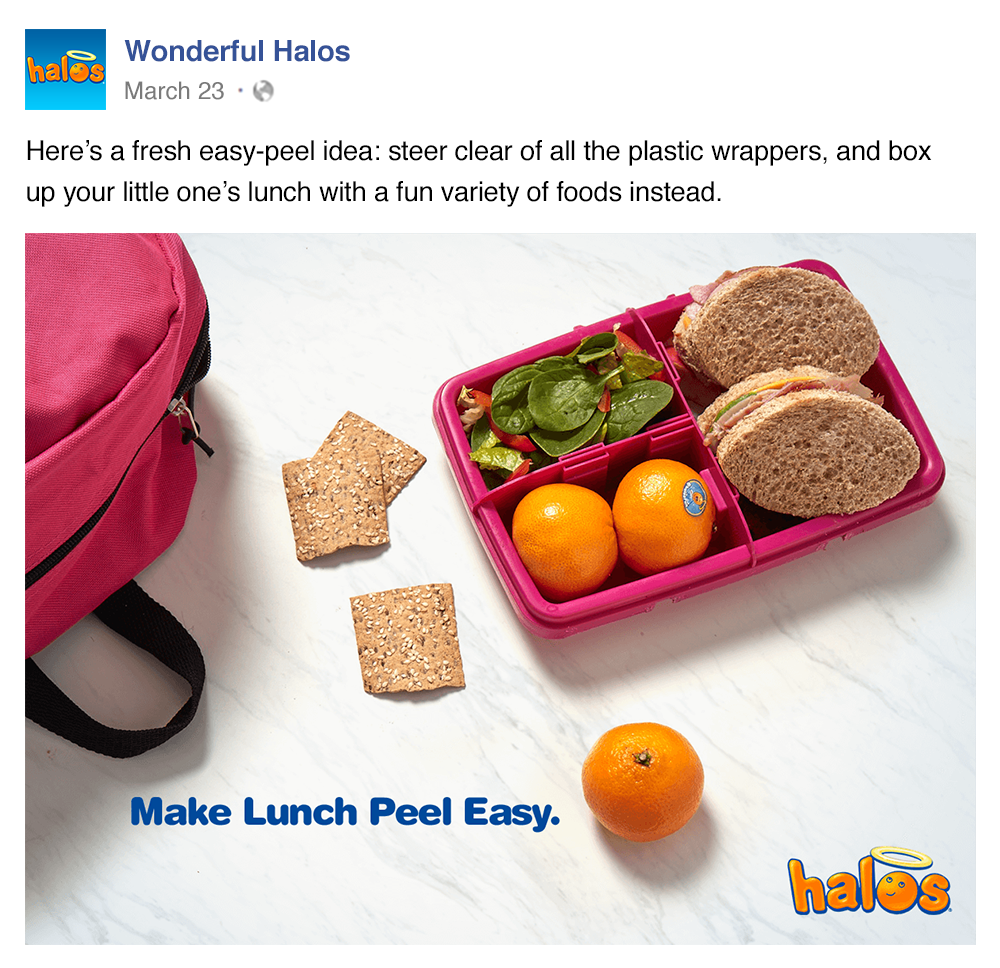 halos
Wonderful Halos
March 23 ·
Here’s a fresh easy-peel idea: steer clear of all the plastic wrappers, and box
up your little one’s lunch with a fun variety of foods instead.
Make Lunch Peel Easy.
halos